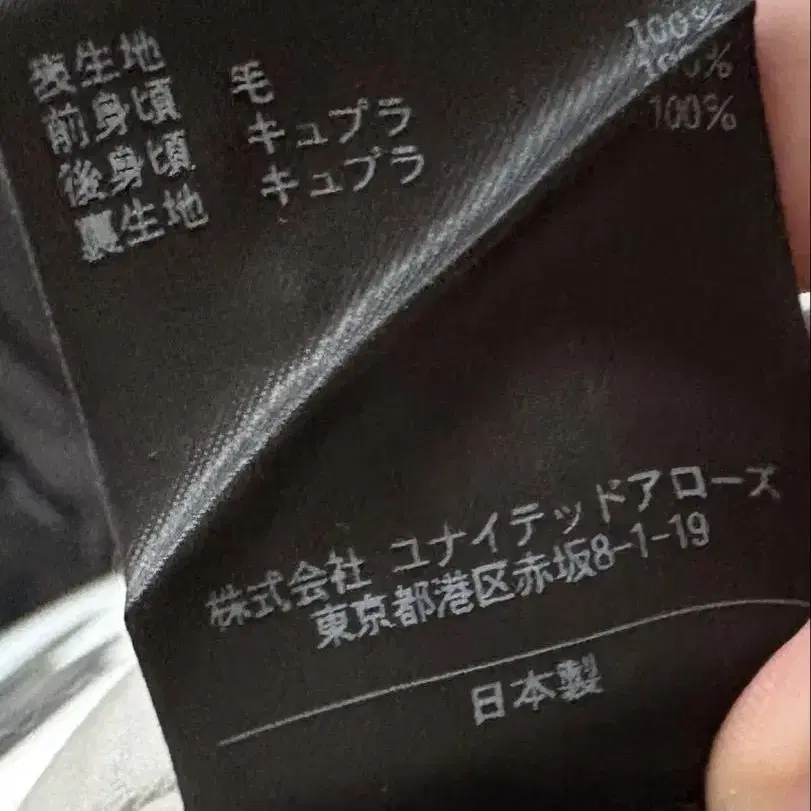 表生地
前身頃 毛 100%
後身頃 キュプラ 100%
裏生地 キュプラ 100%
株式会社 ユナイテッドアローズ
東京都港区赤坂8-1-19
日本製